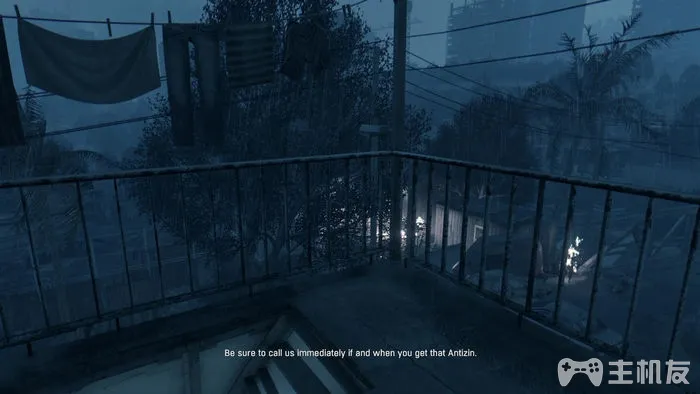 Be sure to call us immediately if and when you get that Antizin.
主机友